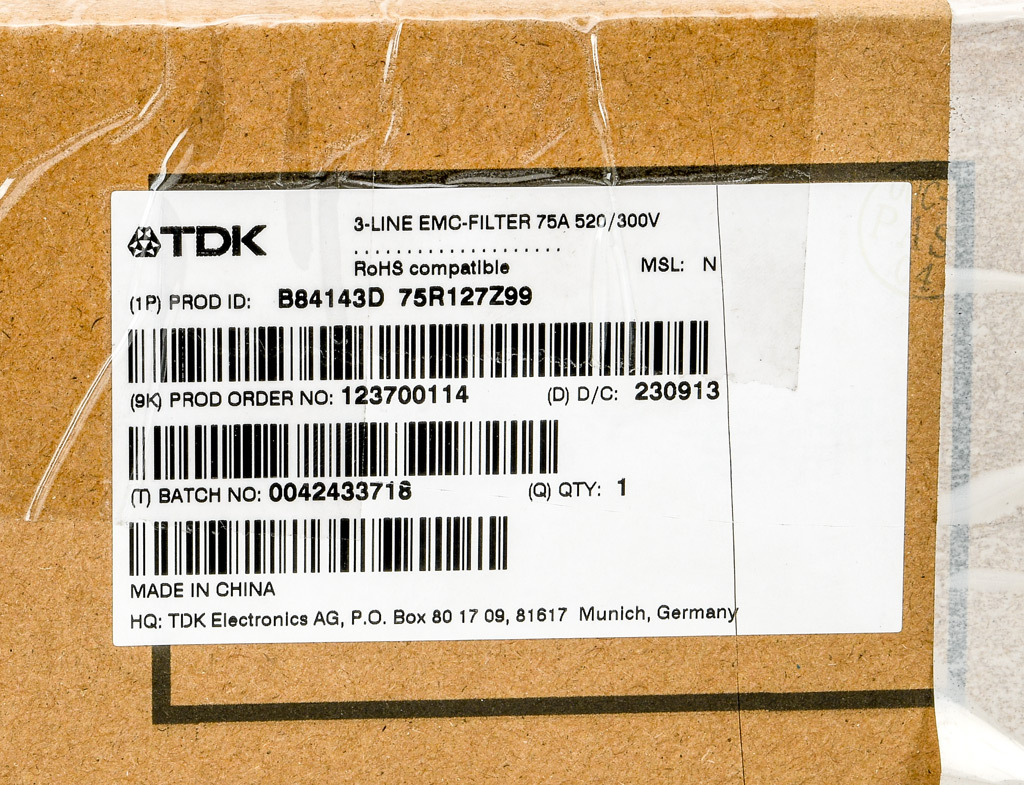 TDK
3-LINE EMC-FILTER 75A 520/300V
. . . . . . . . . . . . . . . . . . . .
RoHS compatible MSL: N
(1P) PROD ID: B84143D 75R127Z99
(9K) PROD ORDER NO: 123700114 (D) D/C: 230913
(T) BATCH NO: 0042433718 (Q) QTY: 1
MADE IN CHINA
HQ: TDK Electronics AG, P.O. Box 80 17 09, 81617 Munich, Germany